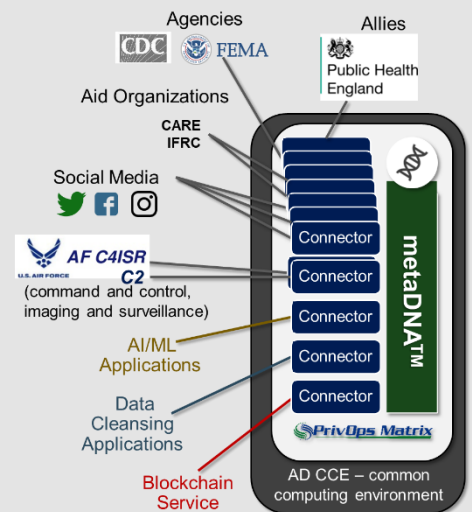 Agencies
Allies
CDC
FEMA
Public Health
England
Aid Organizations
CARE
IFRC
Social Media
Connector
metaDNA™
AF C4ISR
U.S. AIR FORCE
C2
Connector
(command and control,
imaging and surveillance)
Connector
AI/ML
Applications
Connector
Data
Cleansing
Applications
Connector
PrivOps Matrix
Blockchain
Service
AD CCE – common
computing environment